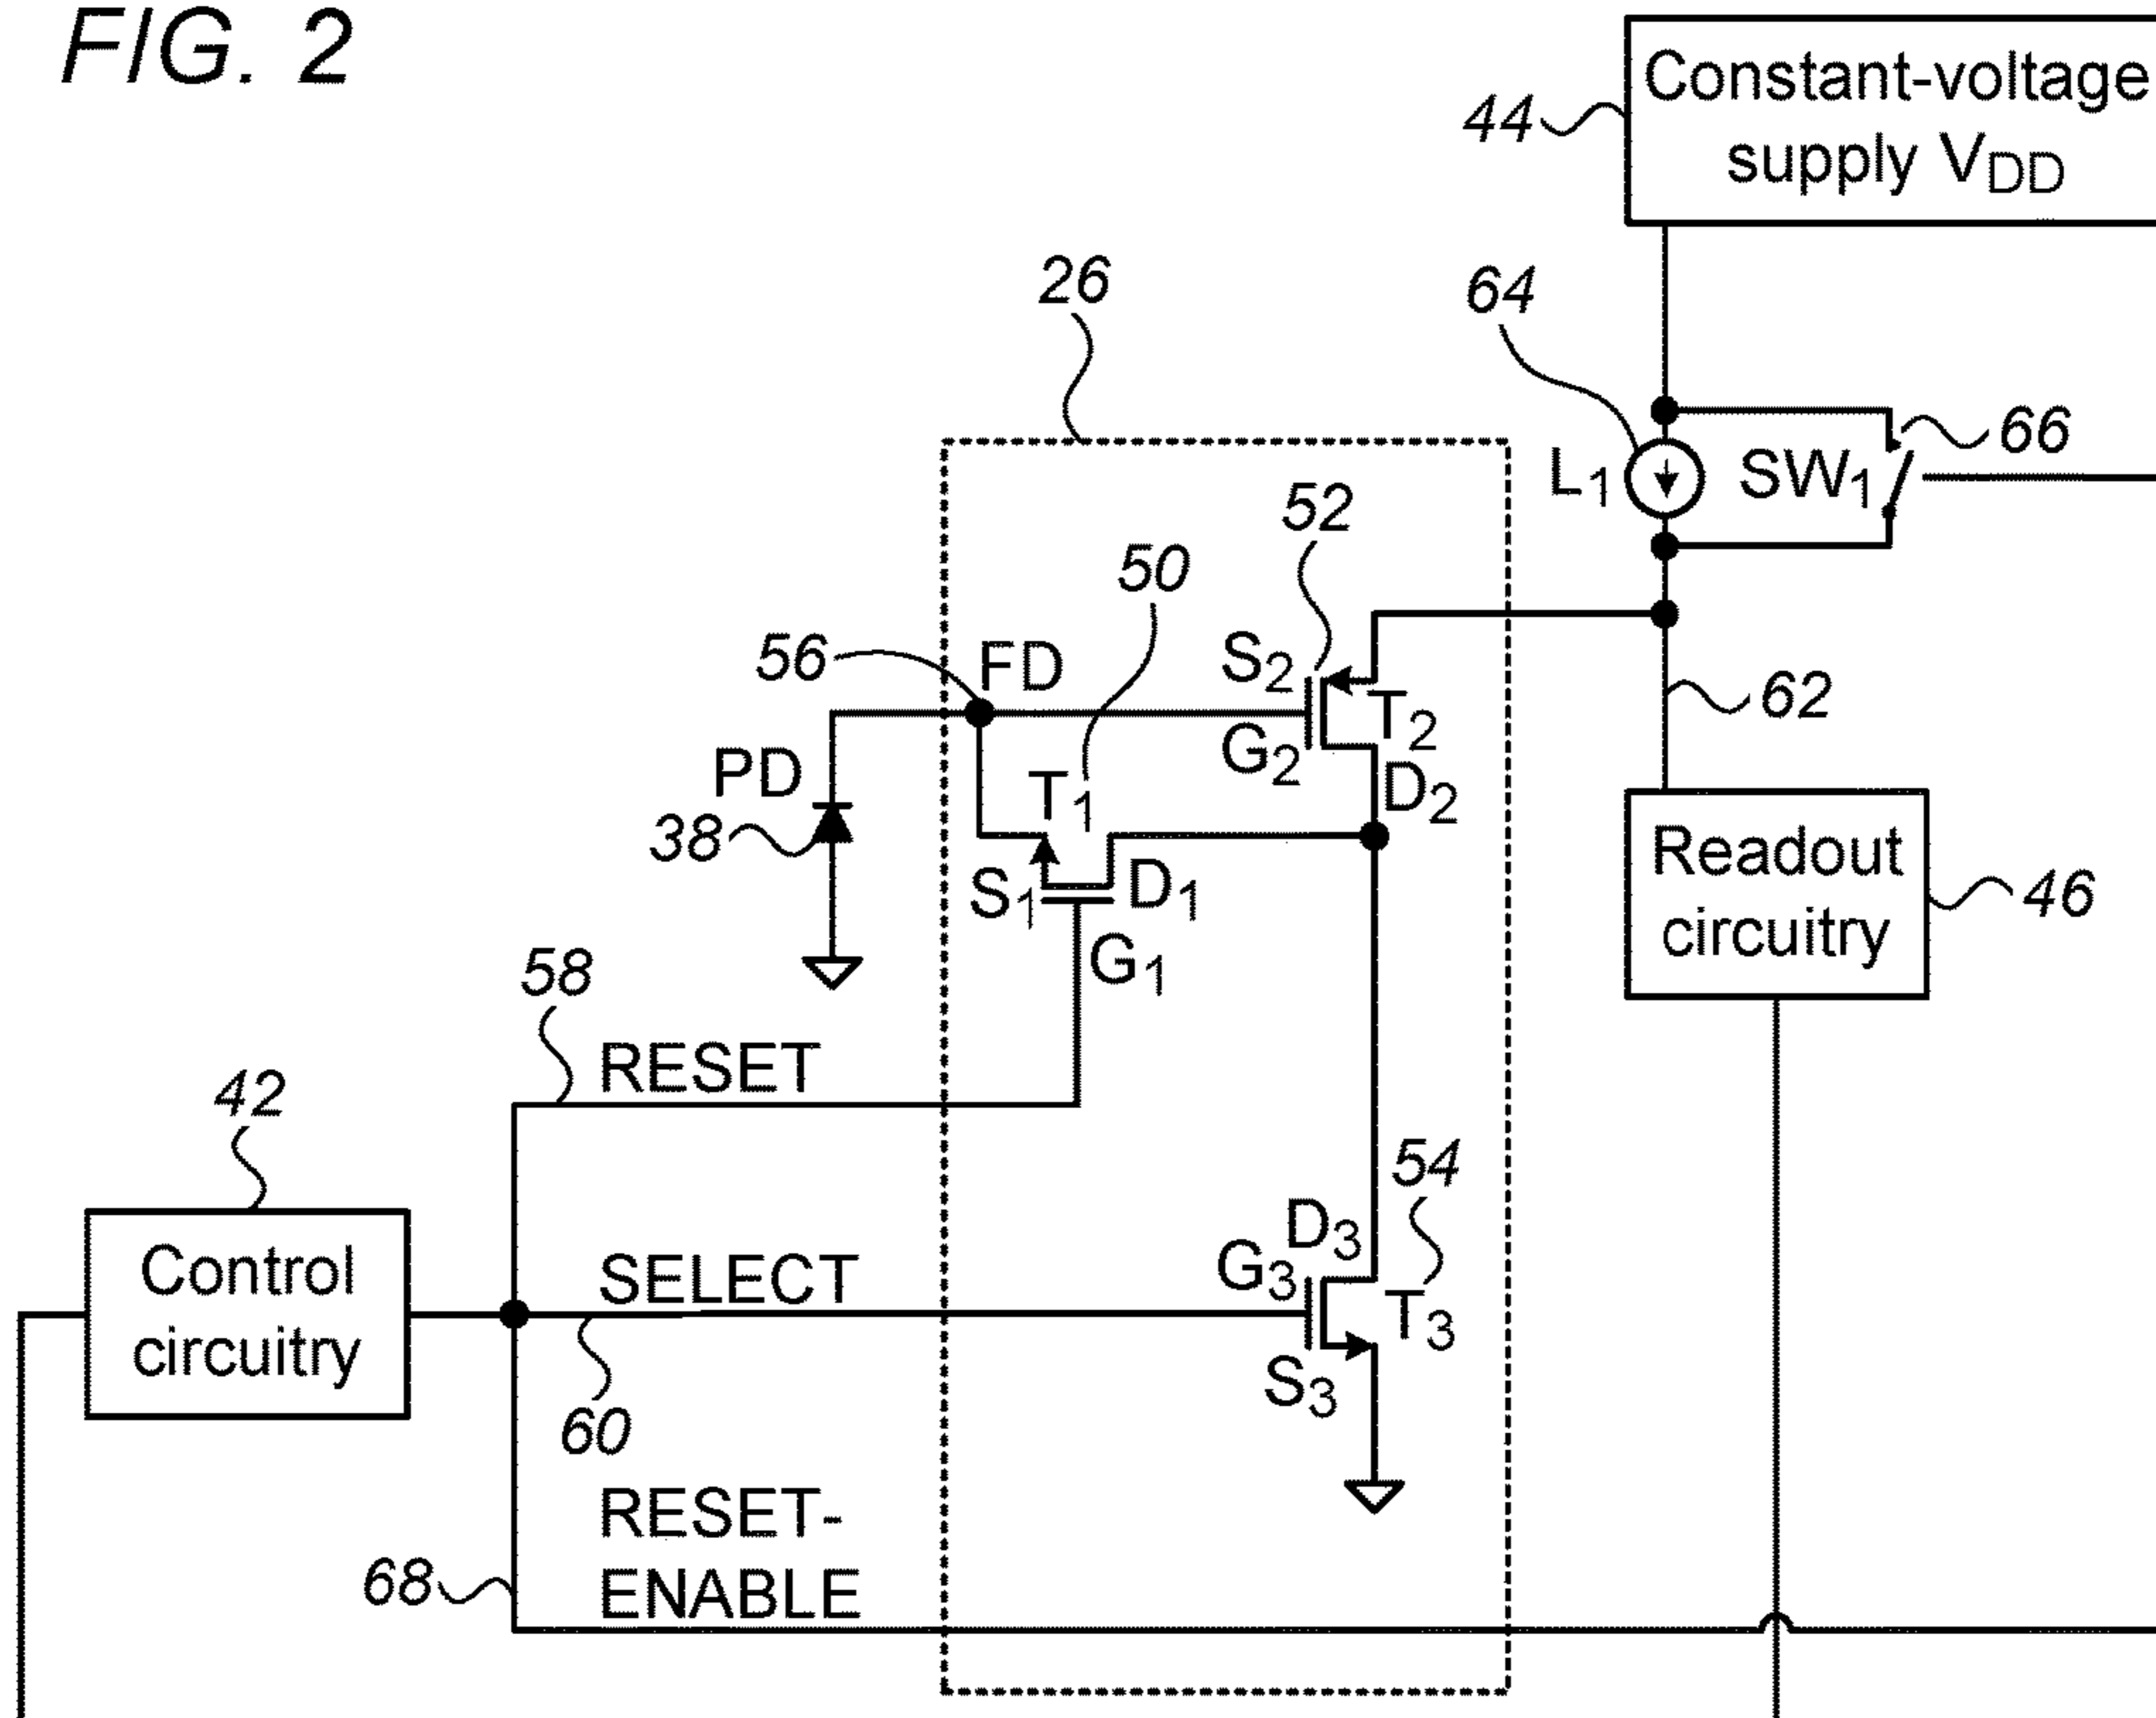 FIG. 2
Constant-voltage
supply VDD
44
26
64
66
L1
SW1
52
50
56
FD
S2
T2
62
G2
D2
PD
T1
38
S1
D1
G1
Readout
circuitry
46
58
RESET
42
54
Control
circuitry
SELECT
G3
D3
T3
S3
60
RESET-
ENABLE
68